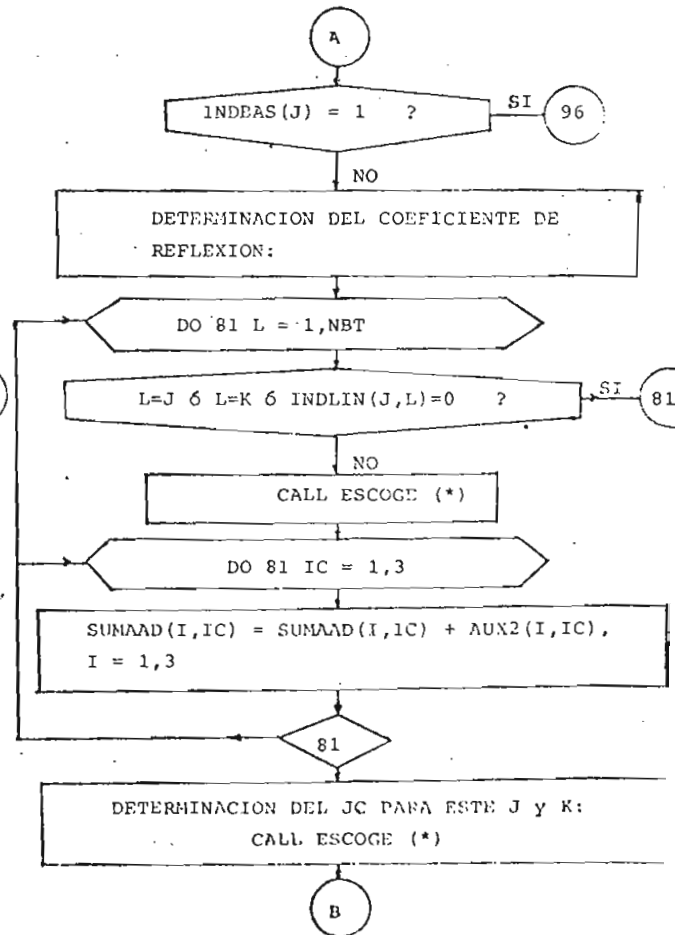 A
INDBAS(J) = 1 ?
SI
96
NO
DETERMINACION DEL COEFICIENTE DE
REFLEXION:
DO 81 L = 1,NBT
L=J ó L=K ó INDLIN(J,L)=0 ?
SI
81
NO
CALL ESCOGE (*)
DO 81 IC = 1,3
SUMAAD(I,IC) = SUMAAD(I,IC) + AUX2(I,IC),
I = 1,3
81
DETERMINACION DEL JC PARA ESTE J y K:
CALL ESCOGE (*)
B